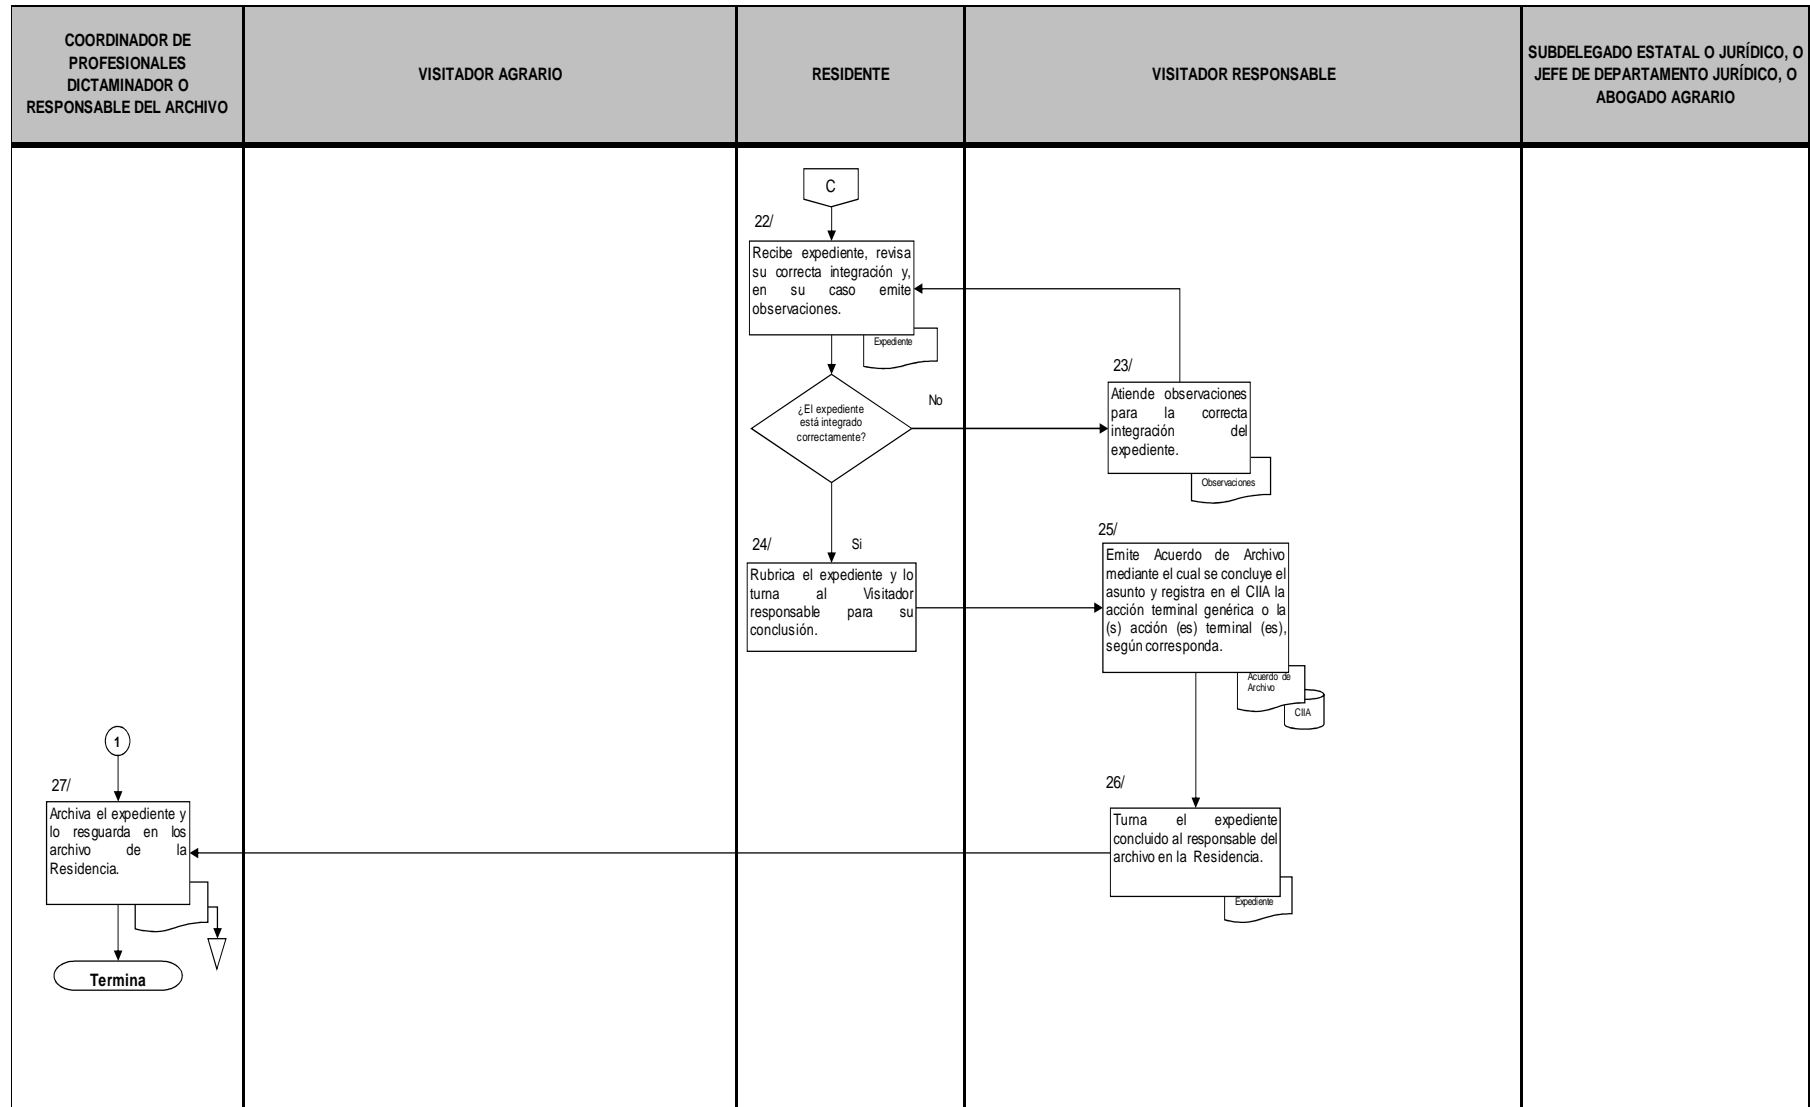 COORDINADOR DE
PROFESIONALES
DICTAMINADOR O
RESPONSABLE DEL ARCHIVO
VISITADOR AGRARIO
RESIDENTE
VISITADOR RESPONSABLE
SUBDELEGADO ESTATAL O JURÍDICO, O
JEFE DE DEPARTAMENTO JURÍDICO, O
ABOGADO AGRARIO
C
22/
Recibe expediente, revisa
su correcta integración y,
en su caso emite
observaciones.
Expediente
¿El expediente
está integrado
correctamente?
No
23/
Atiende observaciones
para la correcta
integración del
expediente.
Observaciones
Si
24/
Rubrica el expediente y lo
turna al Visitador
responsable para su
conclusión.
25/
Emite Acuerdo de Archivo
mediante el cual se concluye el
asunto y registra en el CIIA la
acción terminal genérica o la
(s) acción (es) terminal (es),
según corresponda.
Acuerdo de
Archivo
CIIA
26/
Turna el expediente
concluido al responsable del
archivo en la Residencia.
Expediente
1
27/
Archiva el expediente y
lo resguarda en los
archivo de la
Residencia.
Termina